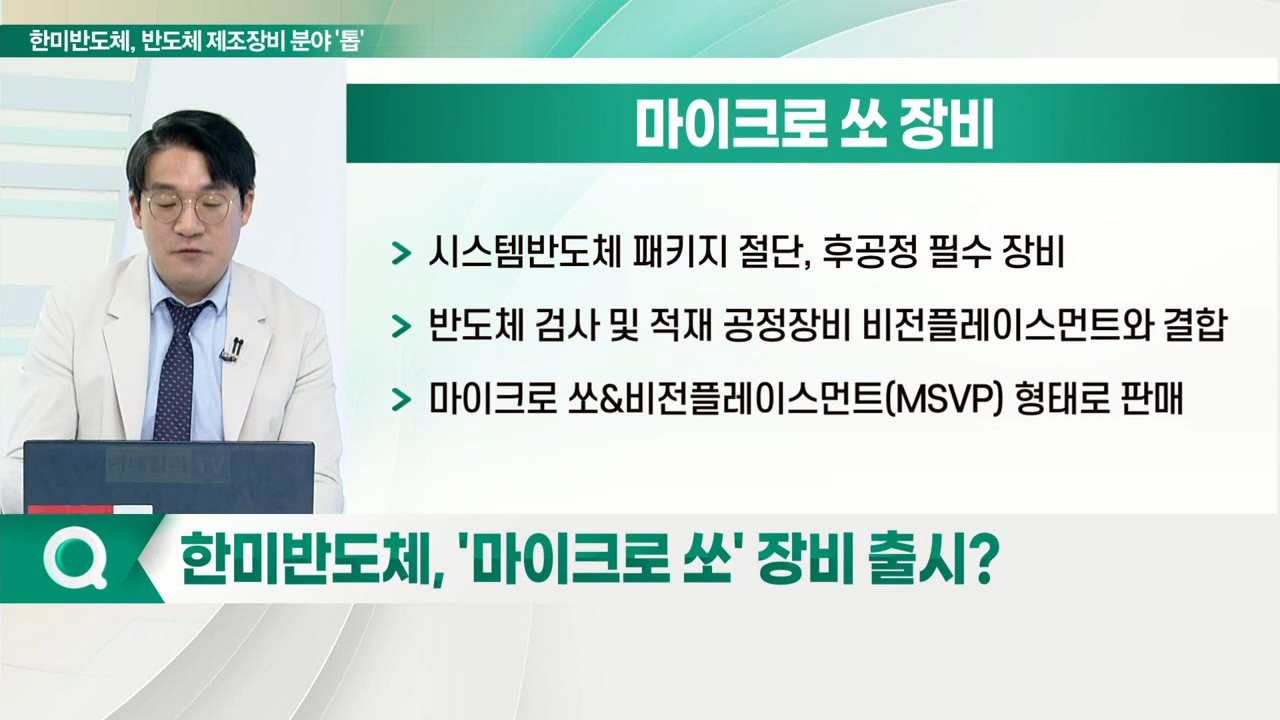 한미반도체, 반도체 제조장비 분야 '톱'
마이크로 쏘 장비
시스템반도체 패키지 절단, 후공정 필수 장비
반도체 검사 및 적재 공정장비 비전플레이스먼트와 결합
마이크로 쏘&비전플레이스먼트(MSVP) 형태로 판매
이데일리 TV
한미반도체, '마이크로 쏘' 장비 출시?